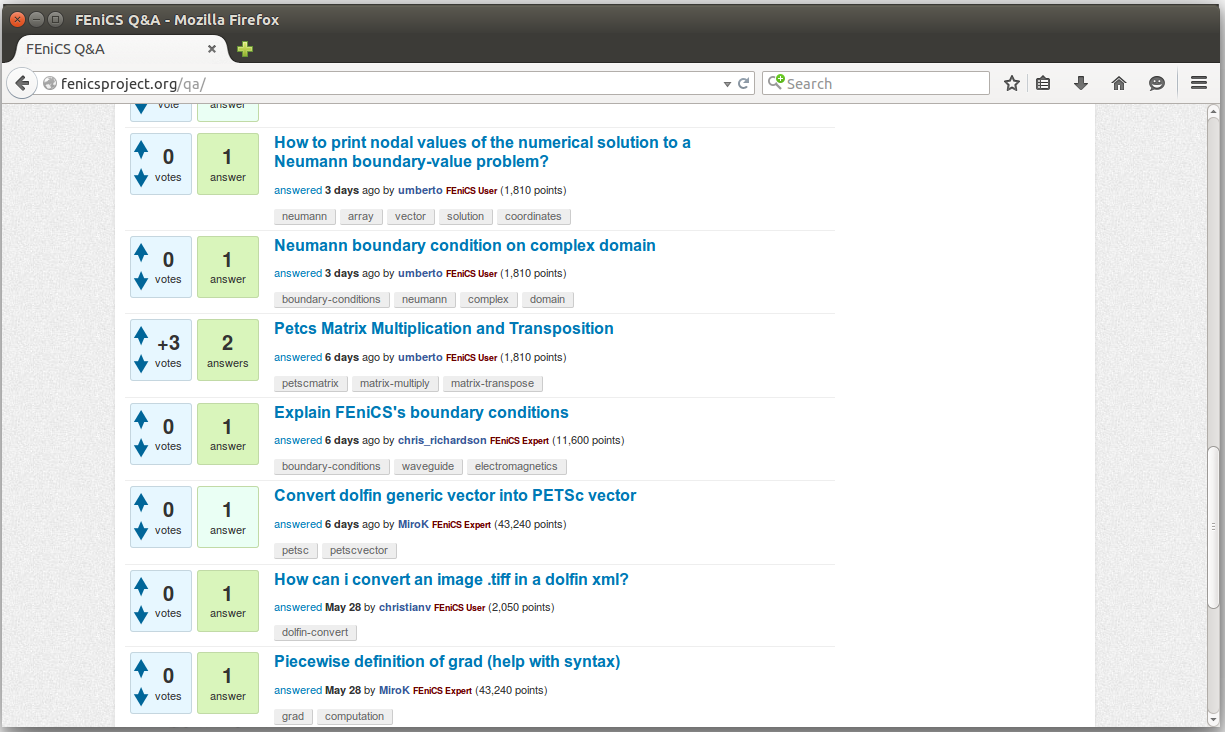 FEniCS Q&A - Mozilla Firefox
FEniCS Q&A
fenicsproject.org/qa/
Search
vote
answer
0
votes
1
answer
How to print nodal values of the numerical solution to a
Neumann boundary-value problem?
answered 3 days ago by umberto FEniCS User (1,810 points)
neumann array vector solution coordinates
0
votes
1
answer
Neumann boundary condition on complex domain
answered 3 days ago by umberto FEniCS User (1,810 points)
boundary-conditions neumann complex domain
+3
votes
2
answers
Petcs Matrix Multiplication and Transposition
answered 6 days ago by umberto FEniCS User (1,810 points)
petscmatrix matrix-multiply matrix-transpose
0
votes
1
answer
Explain FEniCS's boundary conditions
answered 6 days ago by chris_richardson FEniCS Expert (11,600 points)
boundary-conditions waveguide electromagnetics
0
votes
1
answer
Convert dolfin generic vector into PETSc vector
answered 6 days ago by MiroK FEniCS Expert (43,240 points)
petsc petscvector
0
votes
1
answer
How can i convert an image .tiff in a dolfin xml?
answered May 28 by christianv FEniCS User (2,050 points)
dolfin-convert
0
votes
1
answer
Piecewise definition of grad (help with syntax)
answered May 28 by MiroK FEniCS Expert (43,240 points)
grad computation